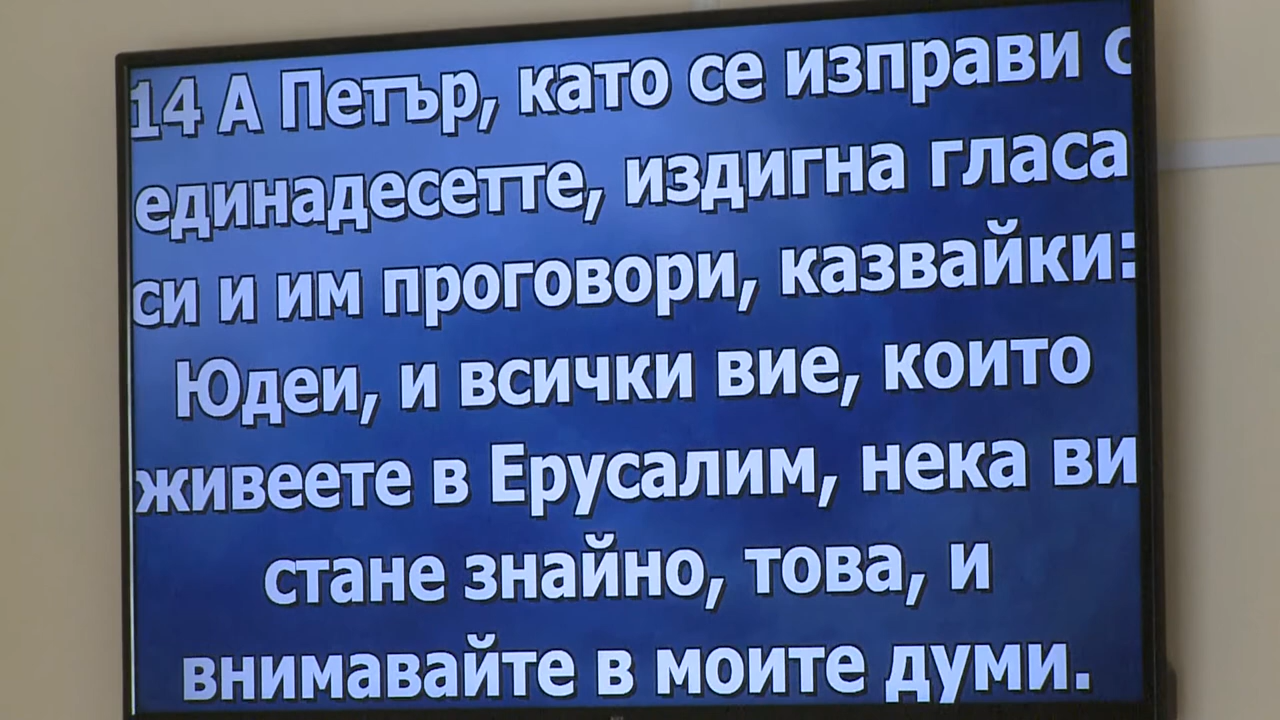 14 А Петър, като се изправи с
единадесетте, издигна гласа
си и им проговори, казвайки:
Юдеи, и всички вие, които
живеете в Ерусалим, нека ви
стане знайно, това, и
внимавайте в моите думи.